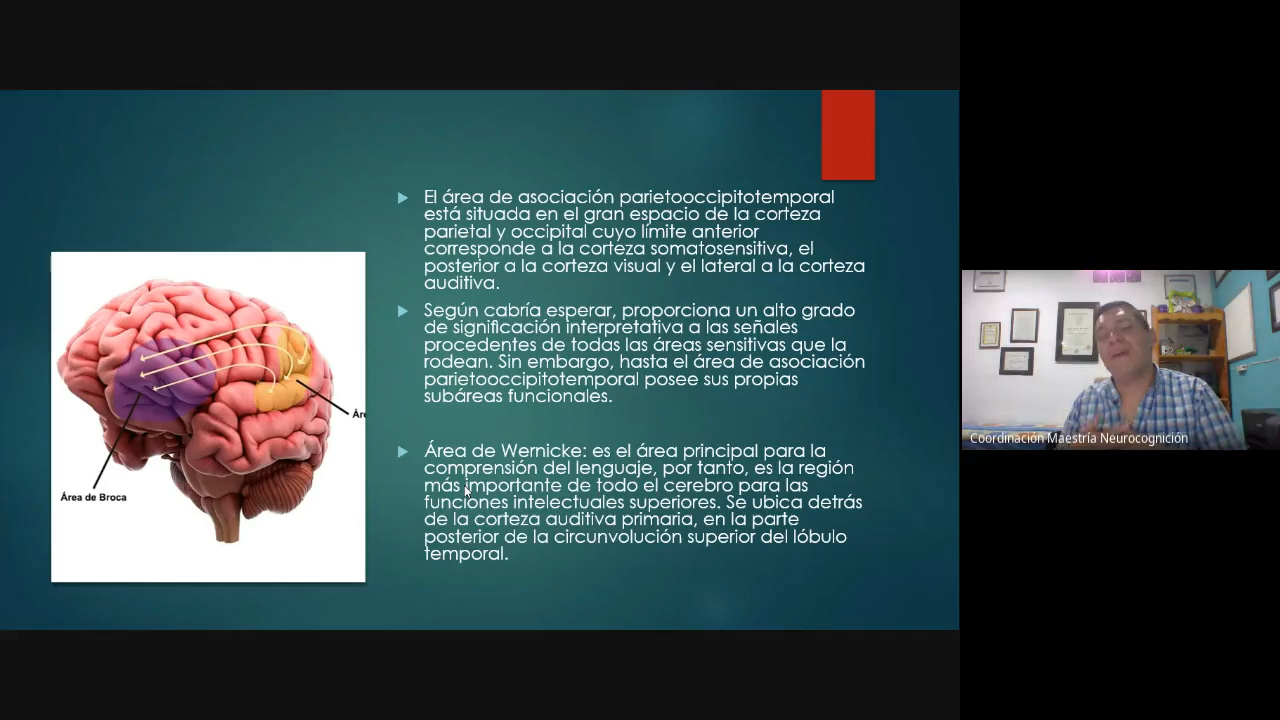 El área de asociación parietooccipitotemporal
está situada en el gran espacio de la corteza
parietal y occipital cuyo límite anterior
corresponde a la corteza somatosensitiva, el
posterior a la corteza visual y el lateral a la corteza
auditiva.
Según cabría esperar, proporciona un alto grado
de significación interpretativa a las señales
procedentes de todas las áreas sensitivas que la
rodean. Sin embargo, hasta el área de asociación
parietooccipitotemporal posee sus propias
subáreas funcionales.
Área de Wernicke: es el área principal para la
comprensión del lenguaje, por tanto, es la región
más importante de todo el cerebro para las
funciones intelectuales superiores. Se ubica detrás
de la corteza auditiva primaria, en la parte
posterior de la circunvolución superior del lóbulo
temporal.
Área de Broca
Coordinación Maestría Neurocognición